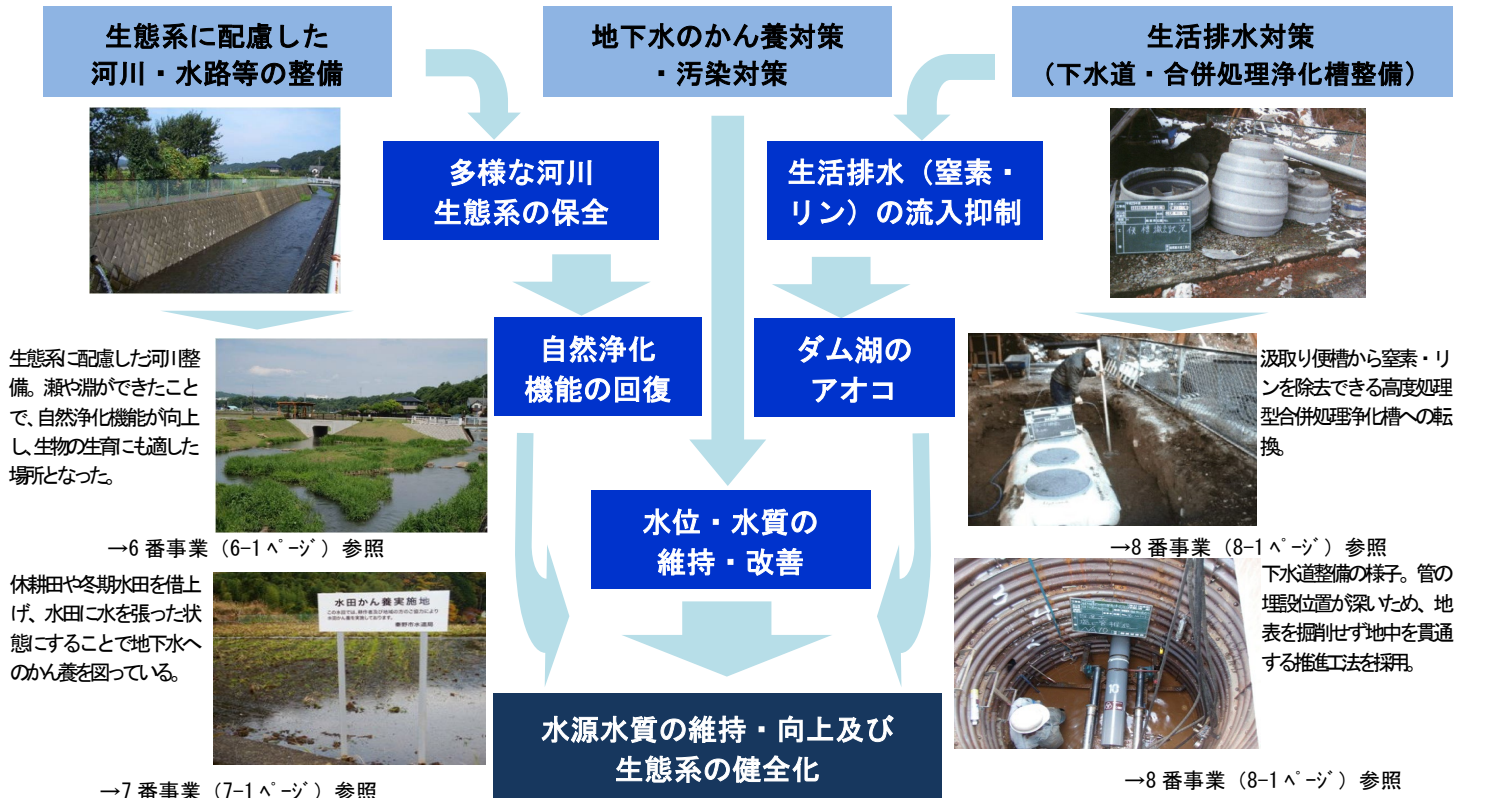 生態系に配慮した
河川・水路等の整備
地下水のかん養対策
・汚染対策
生活排水対策
（下水道・合併処理浄化槽整備）
多様な河川
生態系の保全
生活排水（窒素・
リン）の流入抑制
自然浄化
機能の回復
ダム湖の
アオコ
水位・水質の
維持・改善
水源水質の維持・向上及び
生態系の健全化
生態系に配慮した河川整
備。瀬や淵ができたこと
で、自然浄化機能が向上
し、生物の生育にも適した
場所となった。
→6 番事業（6-1 ﾍﾟｰｼﾞ）参照
休耕田や冬期水田を借上
げ、水田に水を張った状
態にすることで地下水へ
のかん養を図っている。
水田かん養実施地
秦野市水道局
→7 番事業（7-1 ﾍﾟｰｼﾞ）参照
汲取り便槽から窒素・リ
ンを除去できる高度処理
型合併処理浄化槽への転
換。
→8 番事業（8-1 ﾍﾟｰｼﾞ）参照
下水道整備の様子。管の
埋設位置が深いため、地
表を掘削せず地中を貫通
する推進工法を採用。
→8 番事業（8-1 ﾍﾟｰｼﾞ）参照